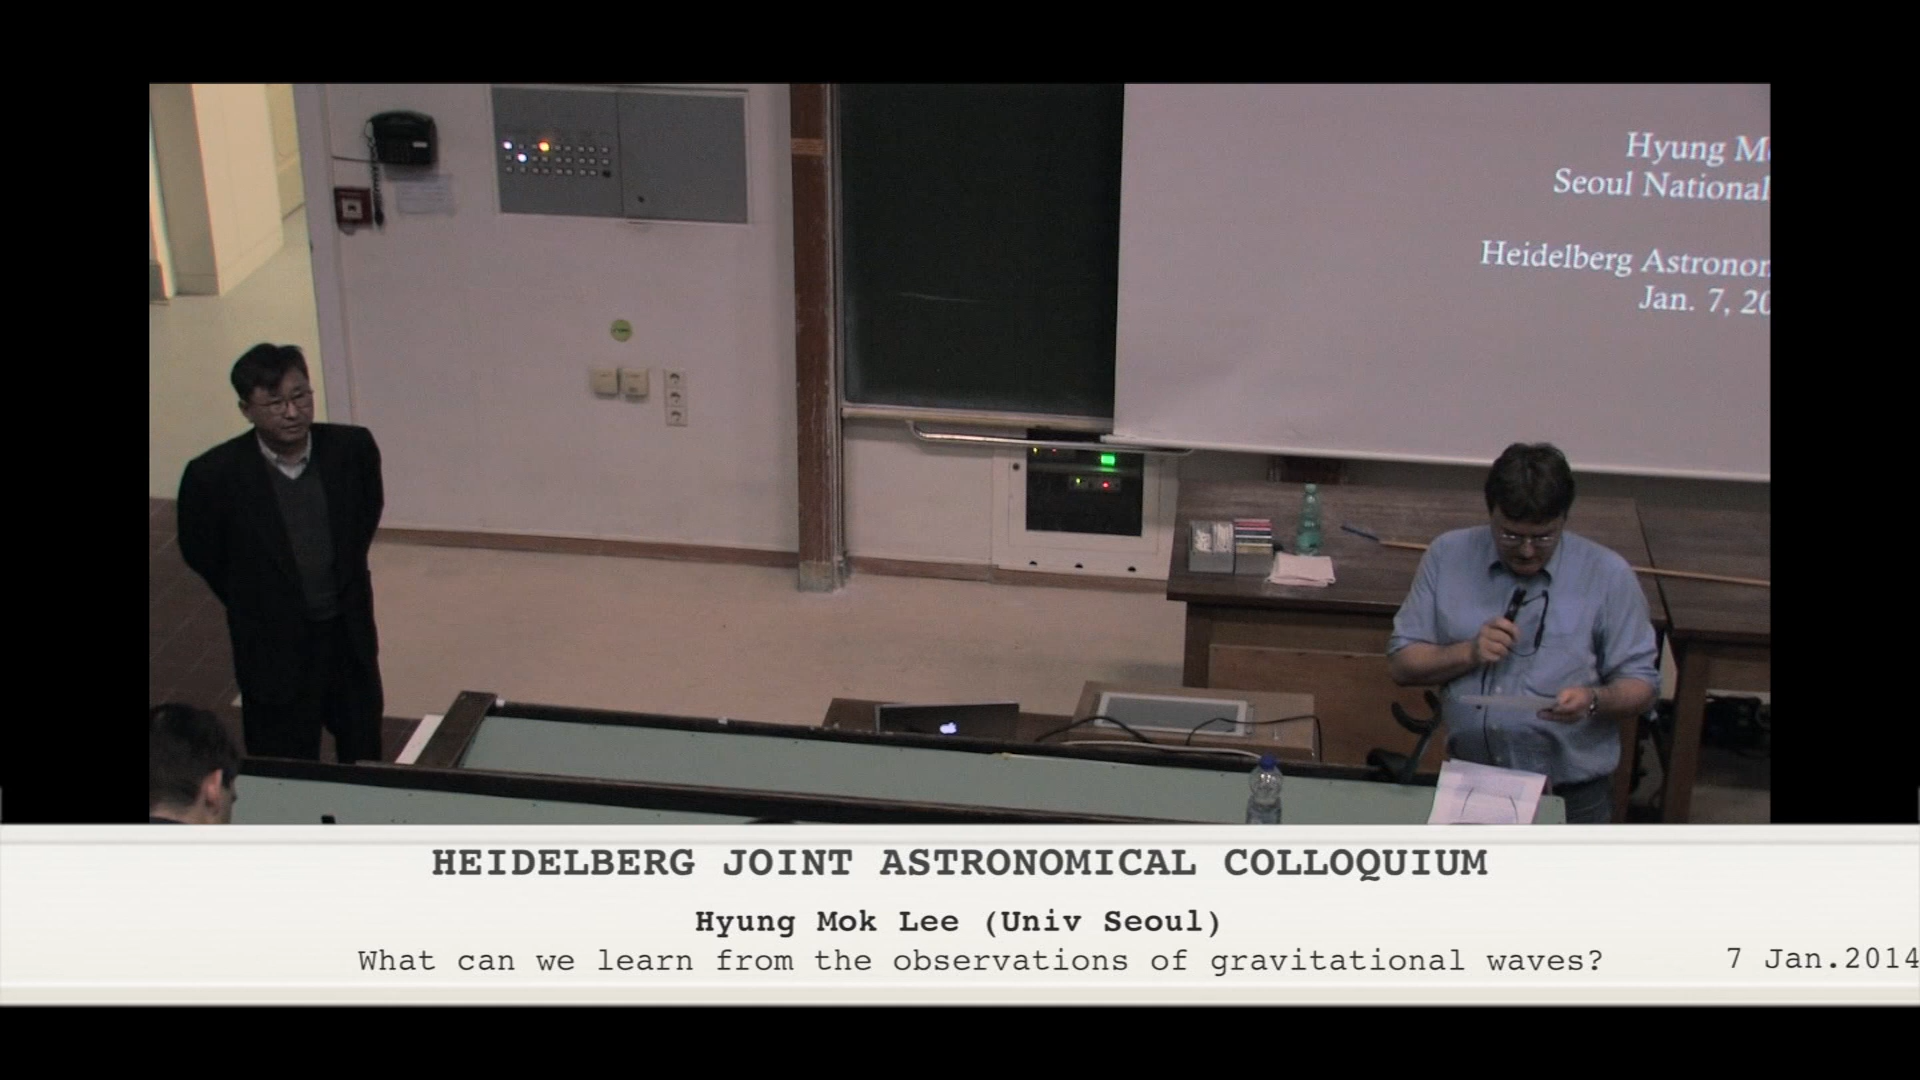 Hyung M
Seoul National
Heidelberg Astronom
Jan. 7, 20
HEIDELBERG JOINT ASTRONOMICAL COLLOQUIUM
Hyung Mok Lee (Univ Seoul)
What can we learn from the observations of gravitational waves?
7 Jan.2014